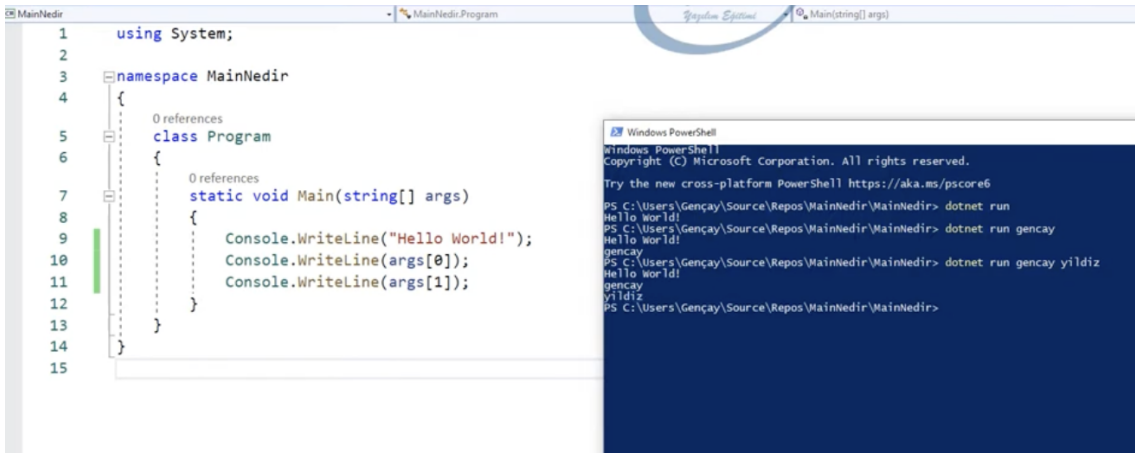 MainNedir
MainNedir.Program
Yazılım Eğitimi
Main(string[] args)
1 using System;
2
3 namespace MainNedir
4 {
0 references
5 class Program
6 {
0 references
7 static void Main(string[] args)
8 {
9 Console.WriteLine("Hello World!");
10 Console.WriteLine(args[0]);
11 Console.WriteLine(args[1]);
12 }
13 }
14 }
15
Windows PowerShell
Windows PowerShell
Copyright (C) Microsoft Corporation. All rights reserved.
Try the new cross-platform PowerShell https://aka.ms/pscore6
PS C:\Users\Gençay\Source\Repos\MainNedir\MainNedir> dotnet run
Hello World!
PS C:\Users\Gençay\Source\Repos\MainNedir\MainNedir> dotnet run gencay
Hello World!
gencay
PS C:\Users\Gençay\Source\Repos\MainNedir\MainNedir> dotnet run gencay yildiz
Hello World!
gencay
yildiz
PS C:\Users\Gençay\Source\Repos\MainNedir\MainNedir>